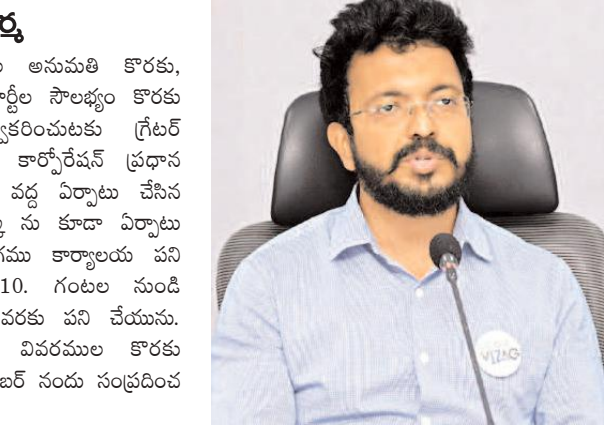 ర్మ
అనుమతి కొరకు,
ర్టీల సౌలభ్యం కొరకు
కరించుటకు గ్రేటర్
కార్పోరేషన్ ప్రధాన
వద్ద ఏర్పాటు చేసిన
ను కూడా ఏర్పాటు
గము కార్యాలయ పని
10. గంటల నుండి
వరకు పని చేయును.
వివరముల కొరకు
బర్ నందు సంప్రదించ
VIZAG